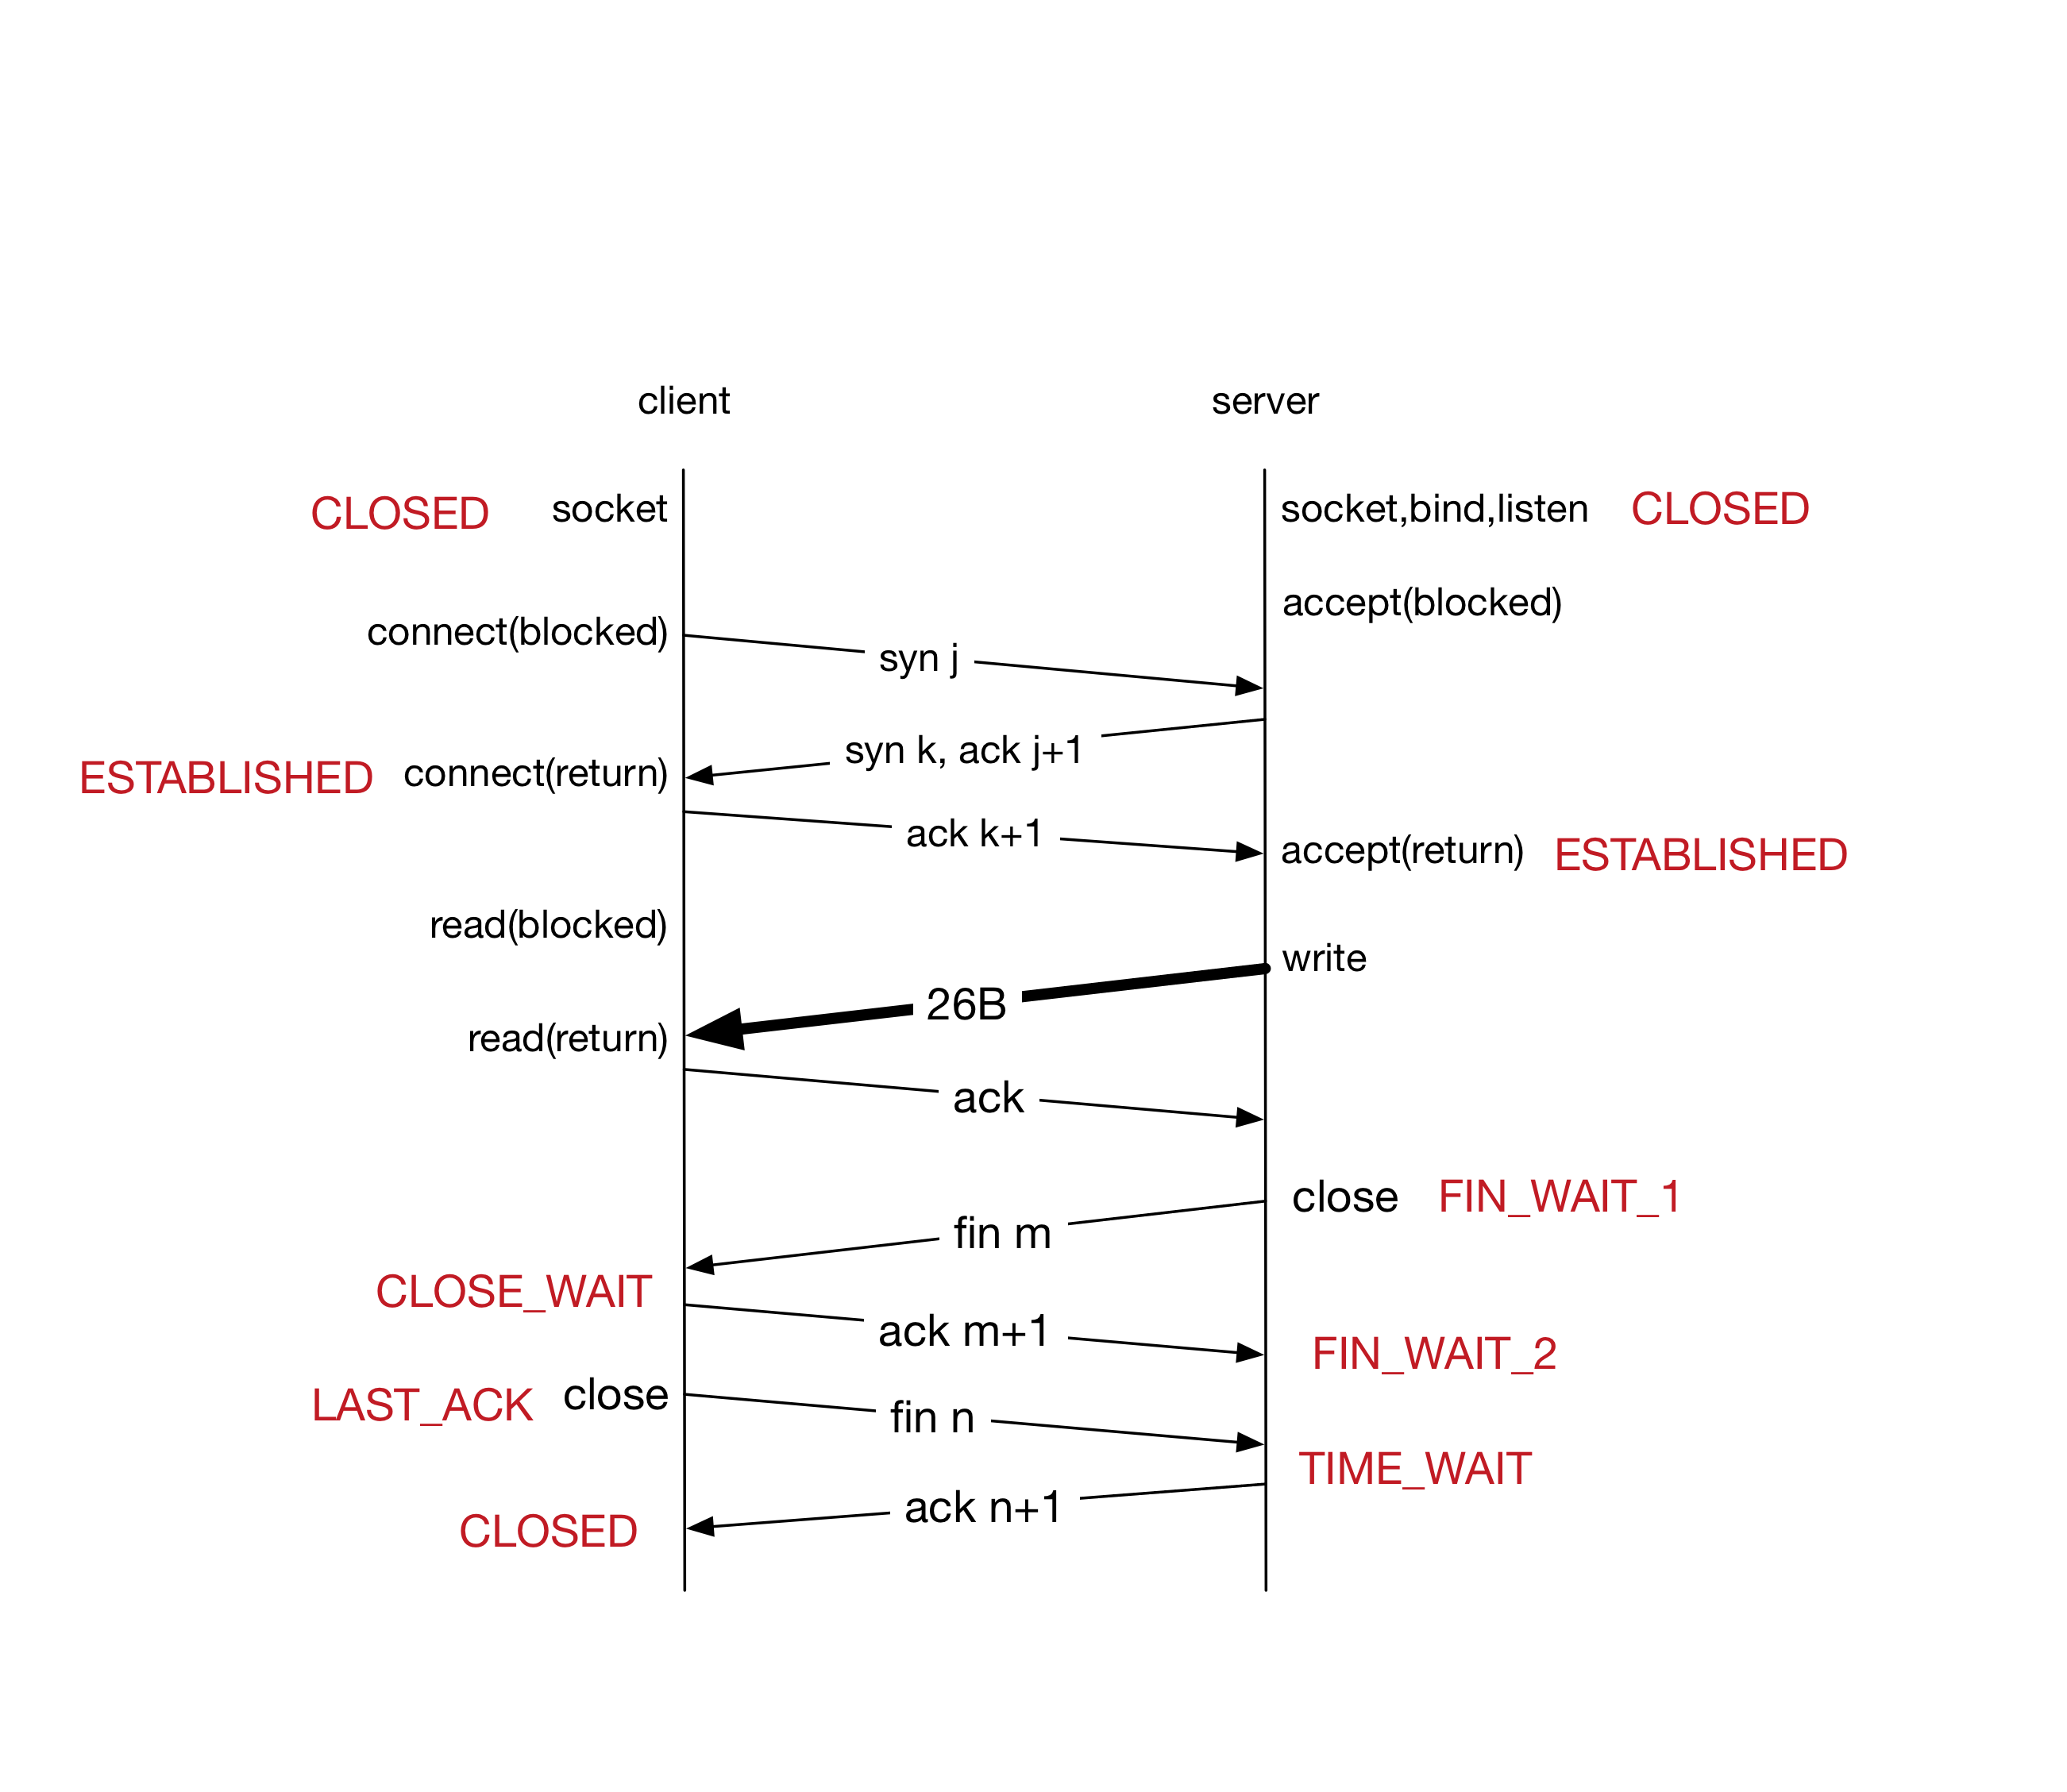 client server
CLOSED socket socket,bind,listen CLOSED
accept(blocked)
connect(blocked) syn j
syn k, ack j+1
ESTABLISHED connect(return)
ack k+1 accept(return) ESTABLISHED
read(blocked)
write
26B
read(return)
ack
close FIN_WAIT_1
fin m
CLOSE_WAIT
ack m+1 FIN_WAIT_2
LAST_ACK close
fin n
TIME_WAIT
ack n+1
CLOSED